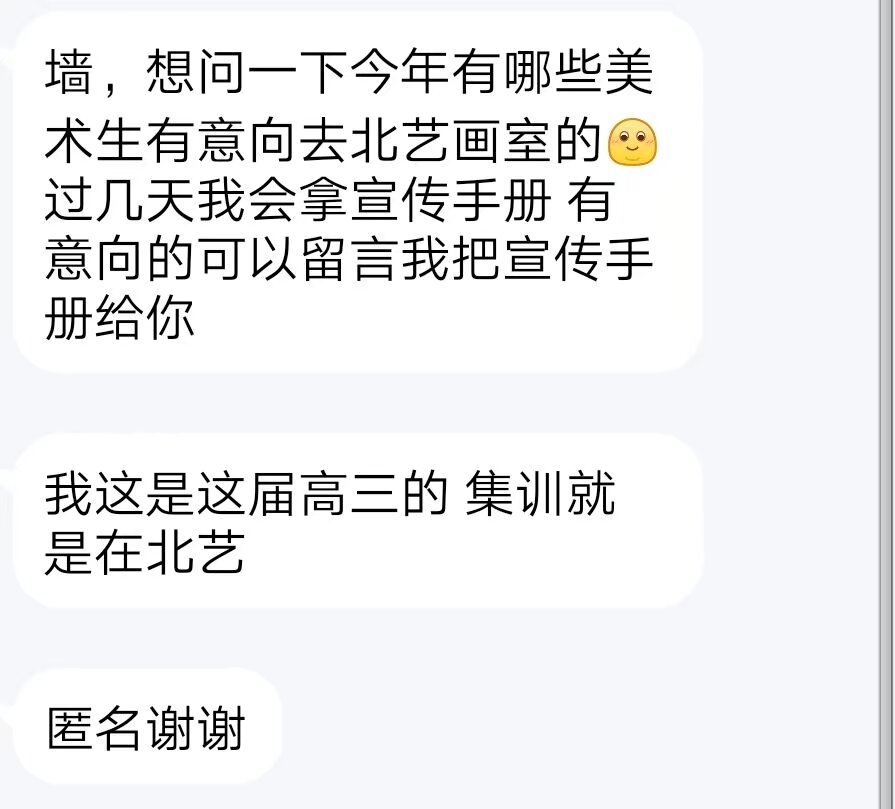 墙，想问一下今年有哪些美
术生有意向去北艺画室的
过几天我会拿宣传手册 有
意向的可以留言我把宣传手
册给你
我这是这届高三的 集训就
是在北艺
匿名谢谢